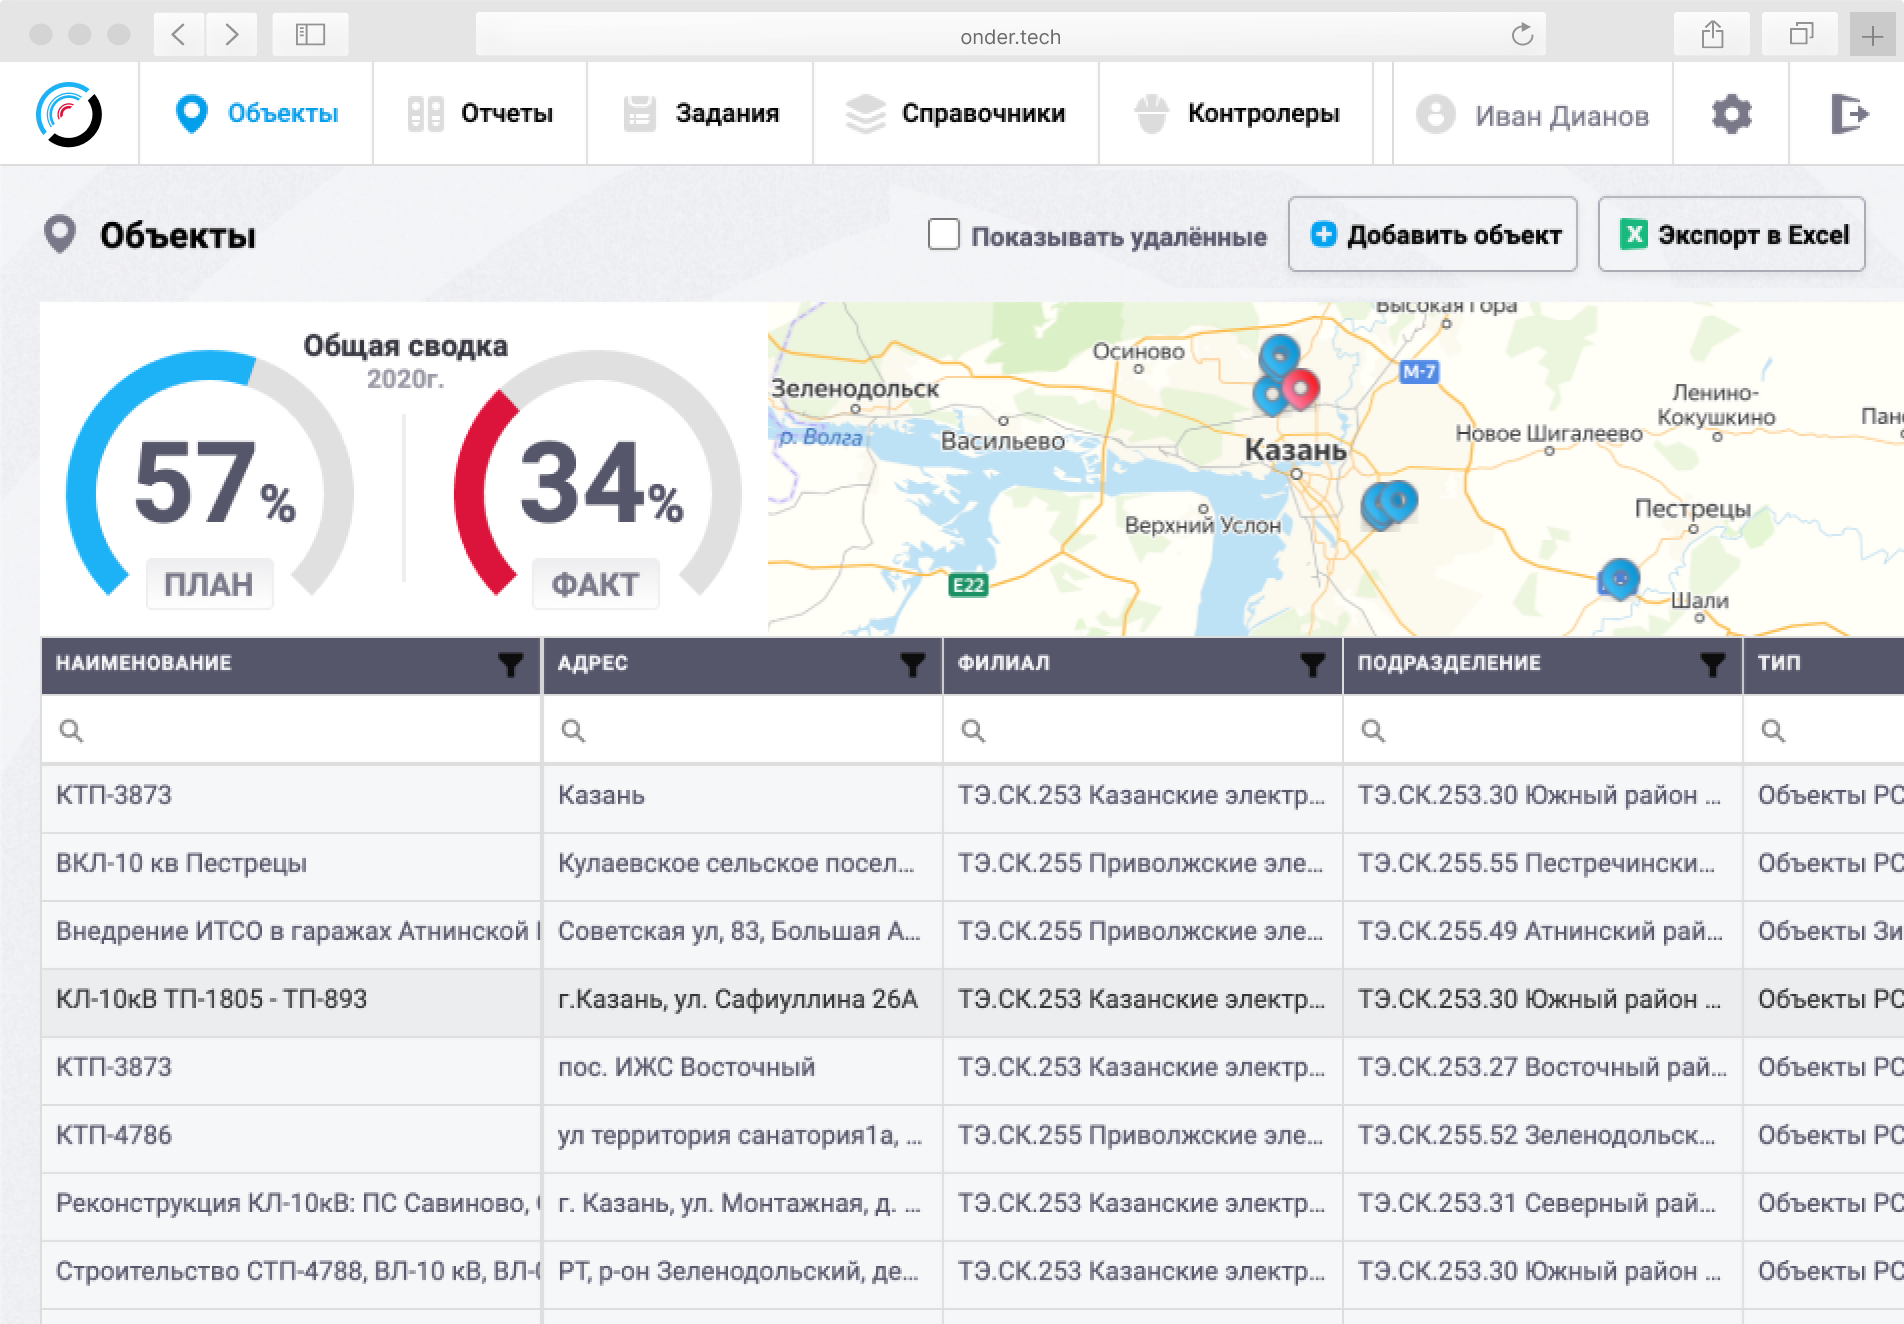 onder.tech
Объекты
Отчеты
Задания
Справочники
Контролеры
Иван Дианов
Объекты
Показывать удалённые
Добавить объект
Экспорт в Excel
Общая сводка
2020г.
57%
ПЛАН
34%
ФАКТ
Высокая Гора
Осиново
М-7
Зеленодольск
Ленино-
Кокушкино
р. Волга
Васильево
Новое Шигалеево
Казань
Верхний Услон
Пестрецы
E22
Шали
НАИМЕНОВАНИЕ АДРЕС ФИЛИАЛ ПОДРАЗДЕЛЕНИЕ ТИП
КТП-3873 Казань ТЭ.СК.253 Казанские электр... ТЭ.СК.253.30 Южный район ... Объекты РС
ВКЛ-10 кв Пестрецы Кулаевское сельское посел... ТЭ.СК.255 Приволжские эле... ТЭ.СК.255.55 Пестречински... Объекты РС
Внедрение ИТСО в гаражах Атнинской Советская ул, 83, Большая А... ТЭ.СК.255 Приволжские эле... ТЭ.СК.255.49 Атнинский рай... Объекты Зи
КЛ-10кВ ТП-1805 - ТП-893 г.Казань, ул. Сафиуллина 26А ТЭ.СК.253 Казанские электр... ТЭ.СК.253.30 Южный район ... Объекты РС
КТП-3873 пос. ИЖС Восточный ТЭ.СК.253 Казанские электр... ТЭ.СК.253.27 Восточный рай... Объекты РС
КТП-4786 ул территория санатория1а, ... ТЭ.СК.255 Приволжские эле... ТЭ.СК.255.52 Зеленодольск... Объекты РС
Реконструкция КЛ-10кВ: ПС Савиново, г. Казань, ул. Монтажная, д. ... ТЭ.СК.253 Казанские электр... ТЭ.СК.253.31 Северный рай... Объекты РС
Строительство СТП-4788, ВЛ-10 кВ, ВЛ- РТ, р-он Зеленодольский, де... ТЭ.СК.253 Казанские электр... ТЭ.СК.253.30 Южный район ... Объекты РС